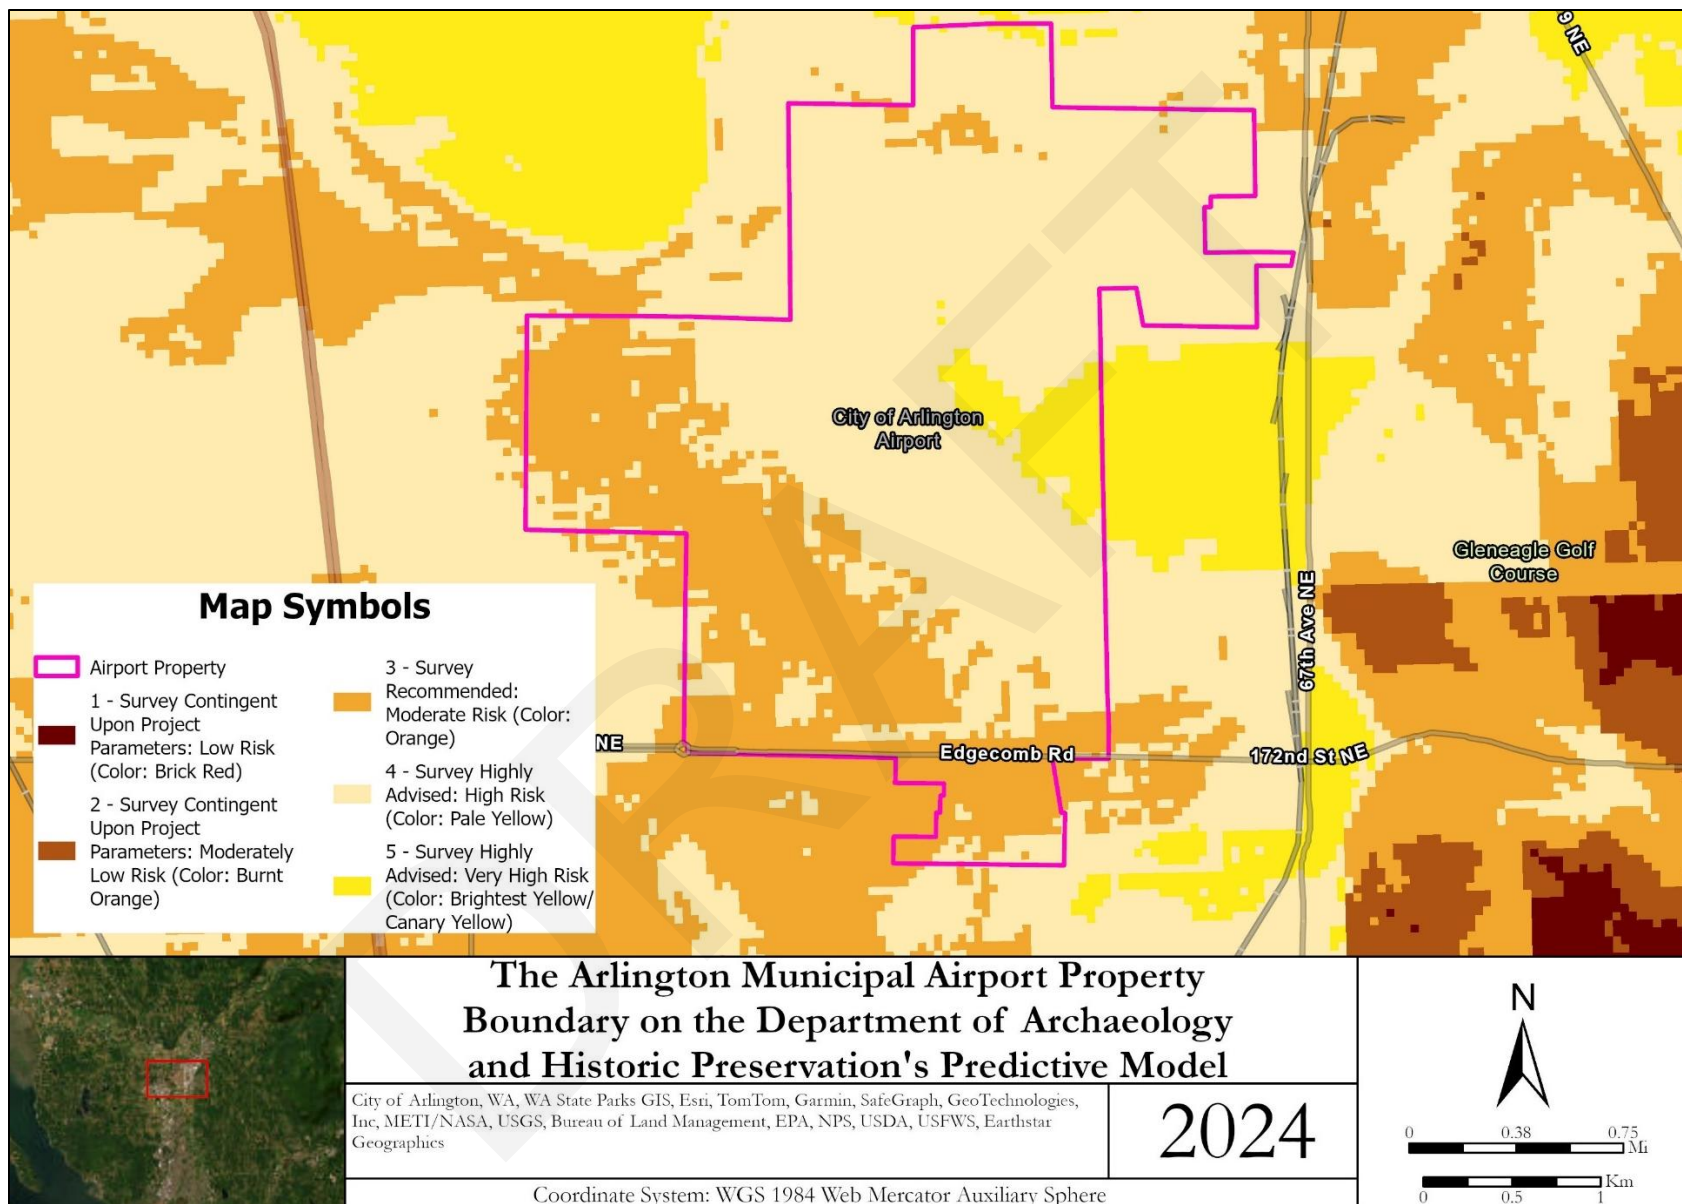 9 NE
City of Arlington
Airport
Gleneagle Golf
Course
67th Ave NE
NE
Edgecomb Rd
172nd St NE
DRAFT
Map Symbols
Airport Property
1 - Survey Contingent
Upon Project
Parameters: Low Risk
(Color: Brick Red)
2 - Survey Contingent
Upon Project
Parameters: Moderately
Low Risk (Color: Burnt
Orange)
3 - Survey
Recommended:
Moderate Risk (Color:
Orange)
4 - Survey Highly
Advised: High Risk
(Color: Pale Yellow)
5 - Survey Highly
Advised: Very High Risk
(Color: Brightest Yellow/
Canary Yellow)
The Arlington Municipal Airport Property
Boundary on the Department of Archaeology
and Historic Preservation's Predictive Model
City of Arlington, WA, WA State Parks GIS, Esri, TomTom, Garmin, SafeGraph, GeoTechnologies,
Inc, METI/NASA, USGS, Bureau of Land Management, EPA, NPS, USDA, USFWS, Earthstar
Geographics
2024
Coordinate System: WGS 1984 Web Mercator Auxiliary Sphere
N
0 0.38 0.75
Mi
Km
0 0.5 1